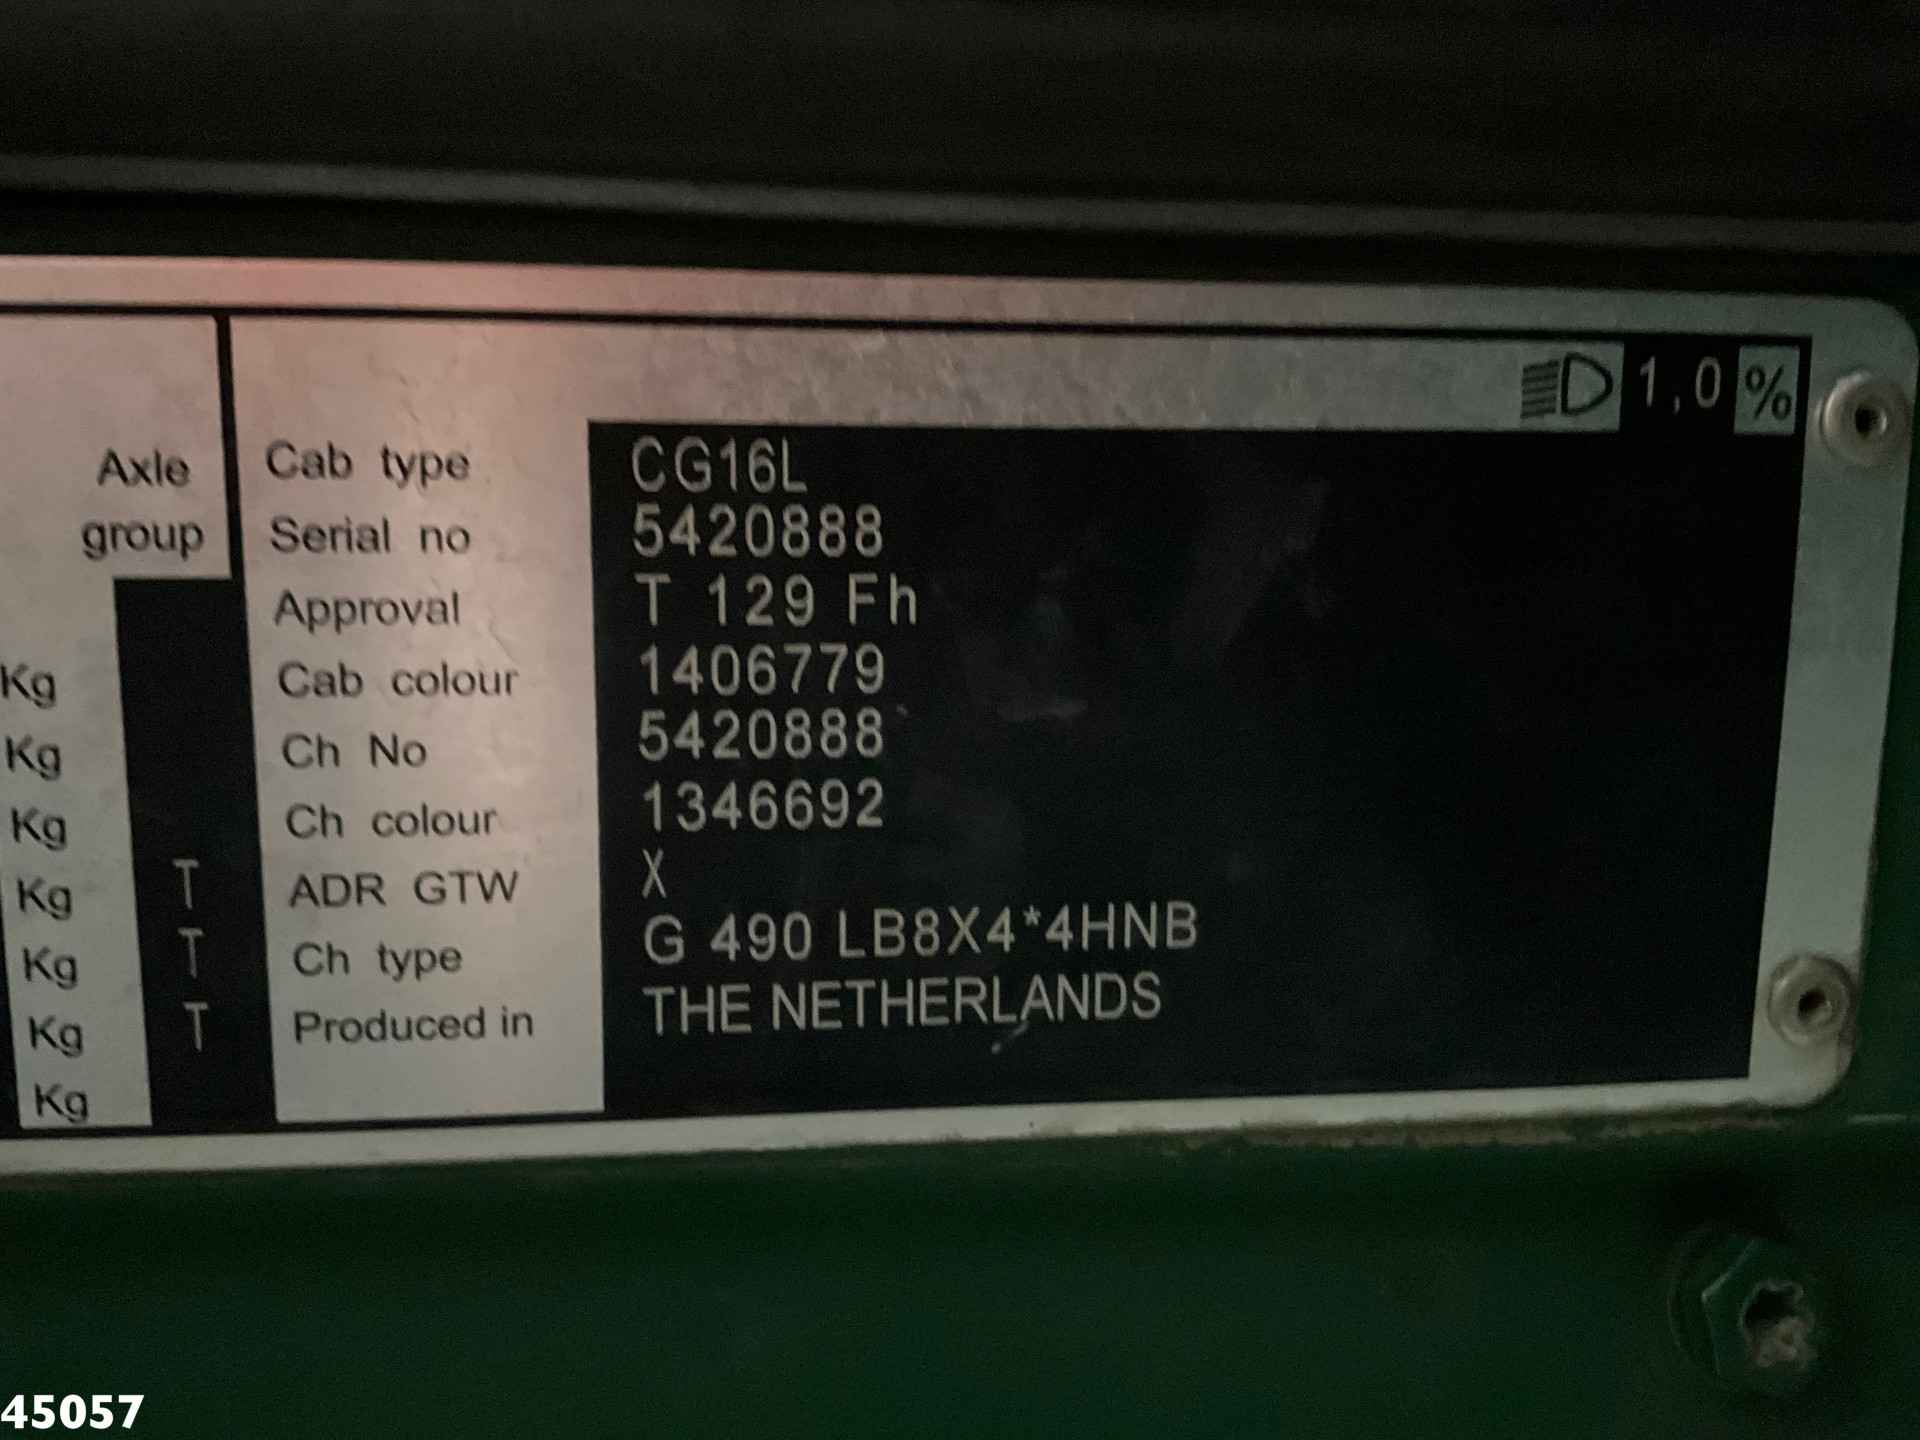 1,0 %
Axle
group
Cab type CG16L
Serial no 5420888
Approval T 129 Fh
Kg Cab colour 1406779
Kg Ch No 5420888
Kg Ch colour 1346692
Kg T ADR GTW X
Kg T Ch type G 490 LB8X4*4HNB
Kg T Produced in THE NETHERLANDS
Kg
45057